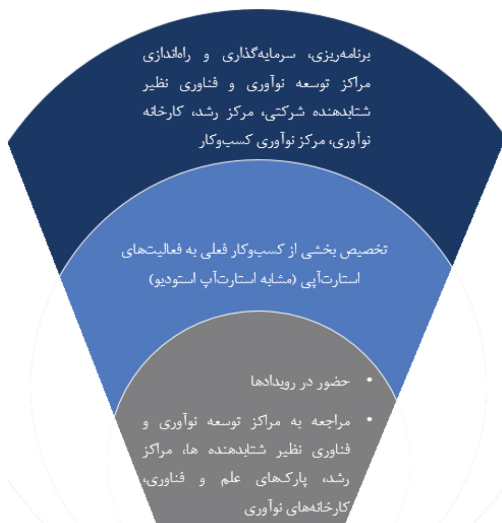 برنامه‌ریزی، سرمایه‌گذاری و راه‌اندازی
مراکز توسعه نوآوری و فناوری نظیر
شتابدهنده شرکتی، مرکز رشد، کارخانه
نوآوری، مرکز نوآوری کسب‌وکار
تخصیص بخشی از کسب‌وکار فعلی به فعالیت‌های
استارت‌آپی (مشابه استارت‌آپ استودیو)
• حضور در رویدادها
• مراجعه به مراکز توسعه نوآوری و
فناوری نظیر شتابدهنده ها، مراکز
رشد، پارک‌های علم و فناوری،
کارخانه‌های نوآوری